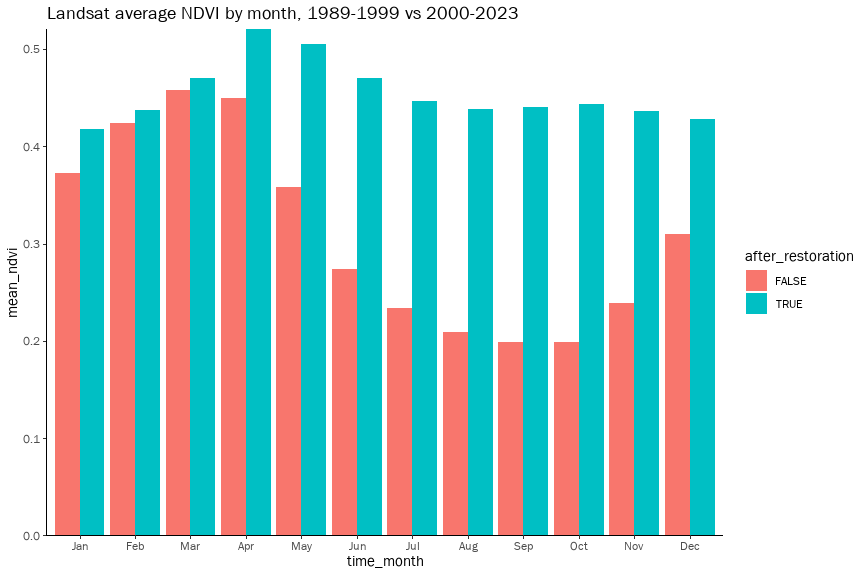 Landsat average NDVI by month, 1989-1999 vs 2000-2023
mean_ndvi
0.5
0.4
0.3
0.2
0.1
0.0
Jan Feb Mar Apr May Jun Jul Aug Sep Oct Nov Dec
time_month
after_restoration
FALSE
TRUE